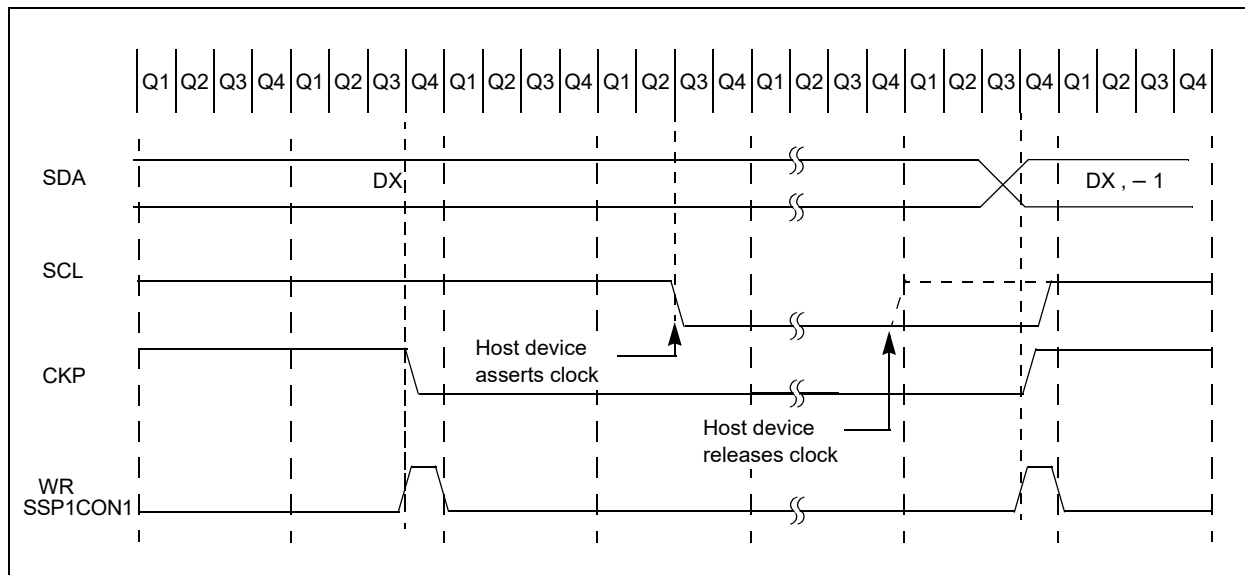 Q1 Q2 Q3 Q4 Q1 Q2 Q3 Q4 Q1 Q2 Q3 Q4 Q1 Q2 Q3 Q4 Q1 Q2 Q3 Q4 Q1 Q2 Q3 Q4 Q1 Q2 Q3 Q4
SDA
DX
DX , – 1
SCL
Host device
asserts clock
CKP
Host device
releases clock
WR
SSP1CON1